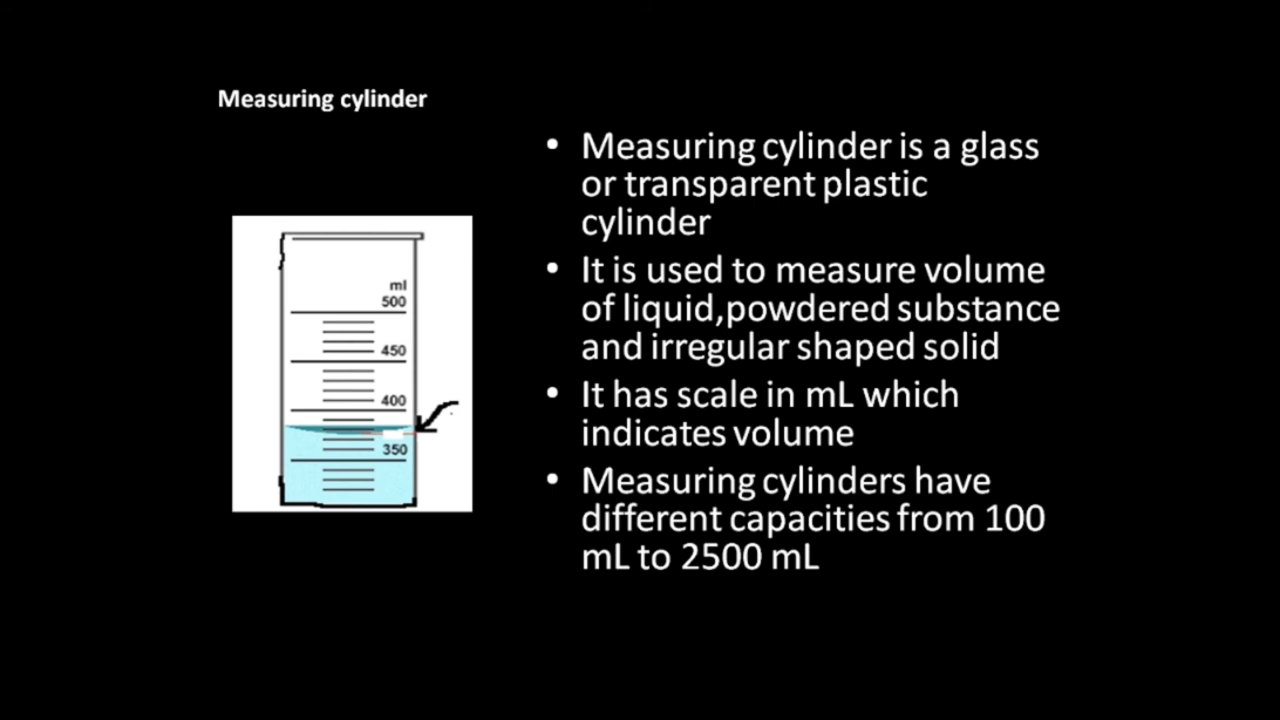 Measuring cylinder
ml
500
450
400
350
• Measuring cylinder is a glass
or transparent plastic
cylinder
• It is used to measure volume
of liquid,powdered substance
and irregular shaped solid
• It has scale in mL which
indicates volume
• Measuring cylinders have
different capacities from 100
mL to 2500 mL